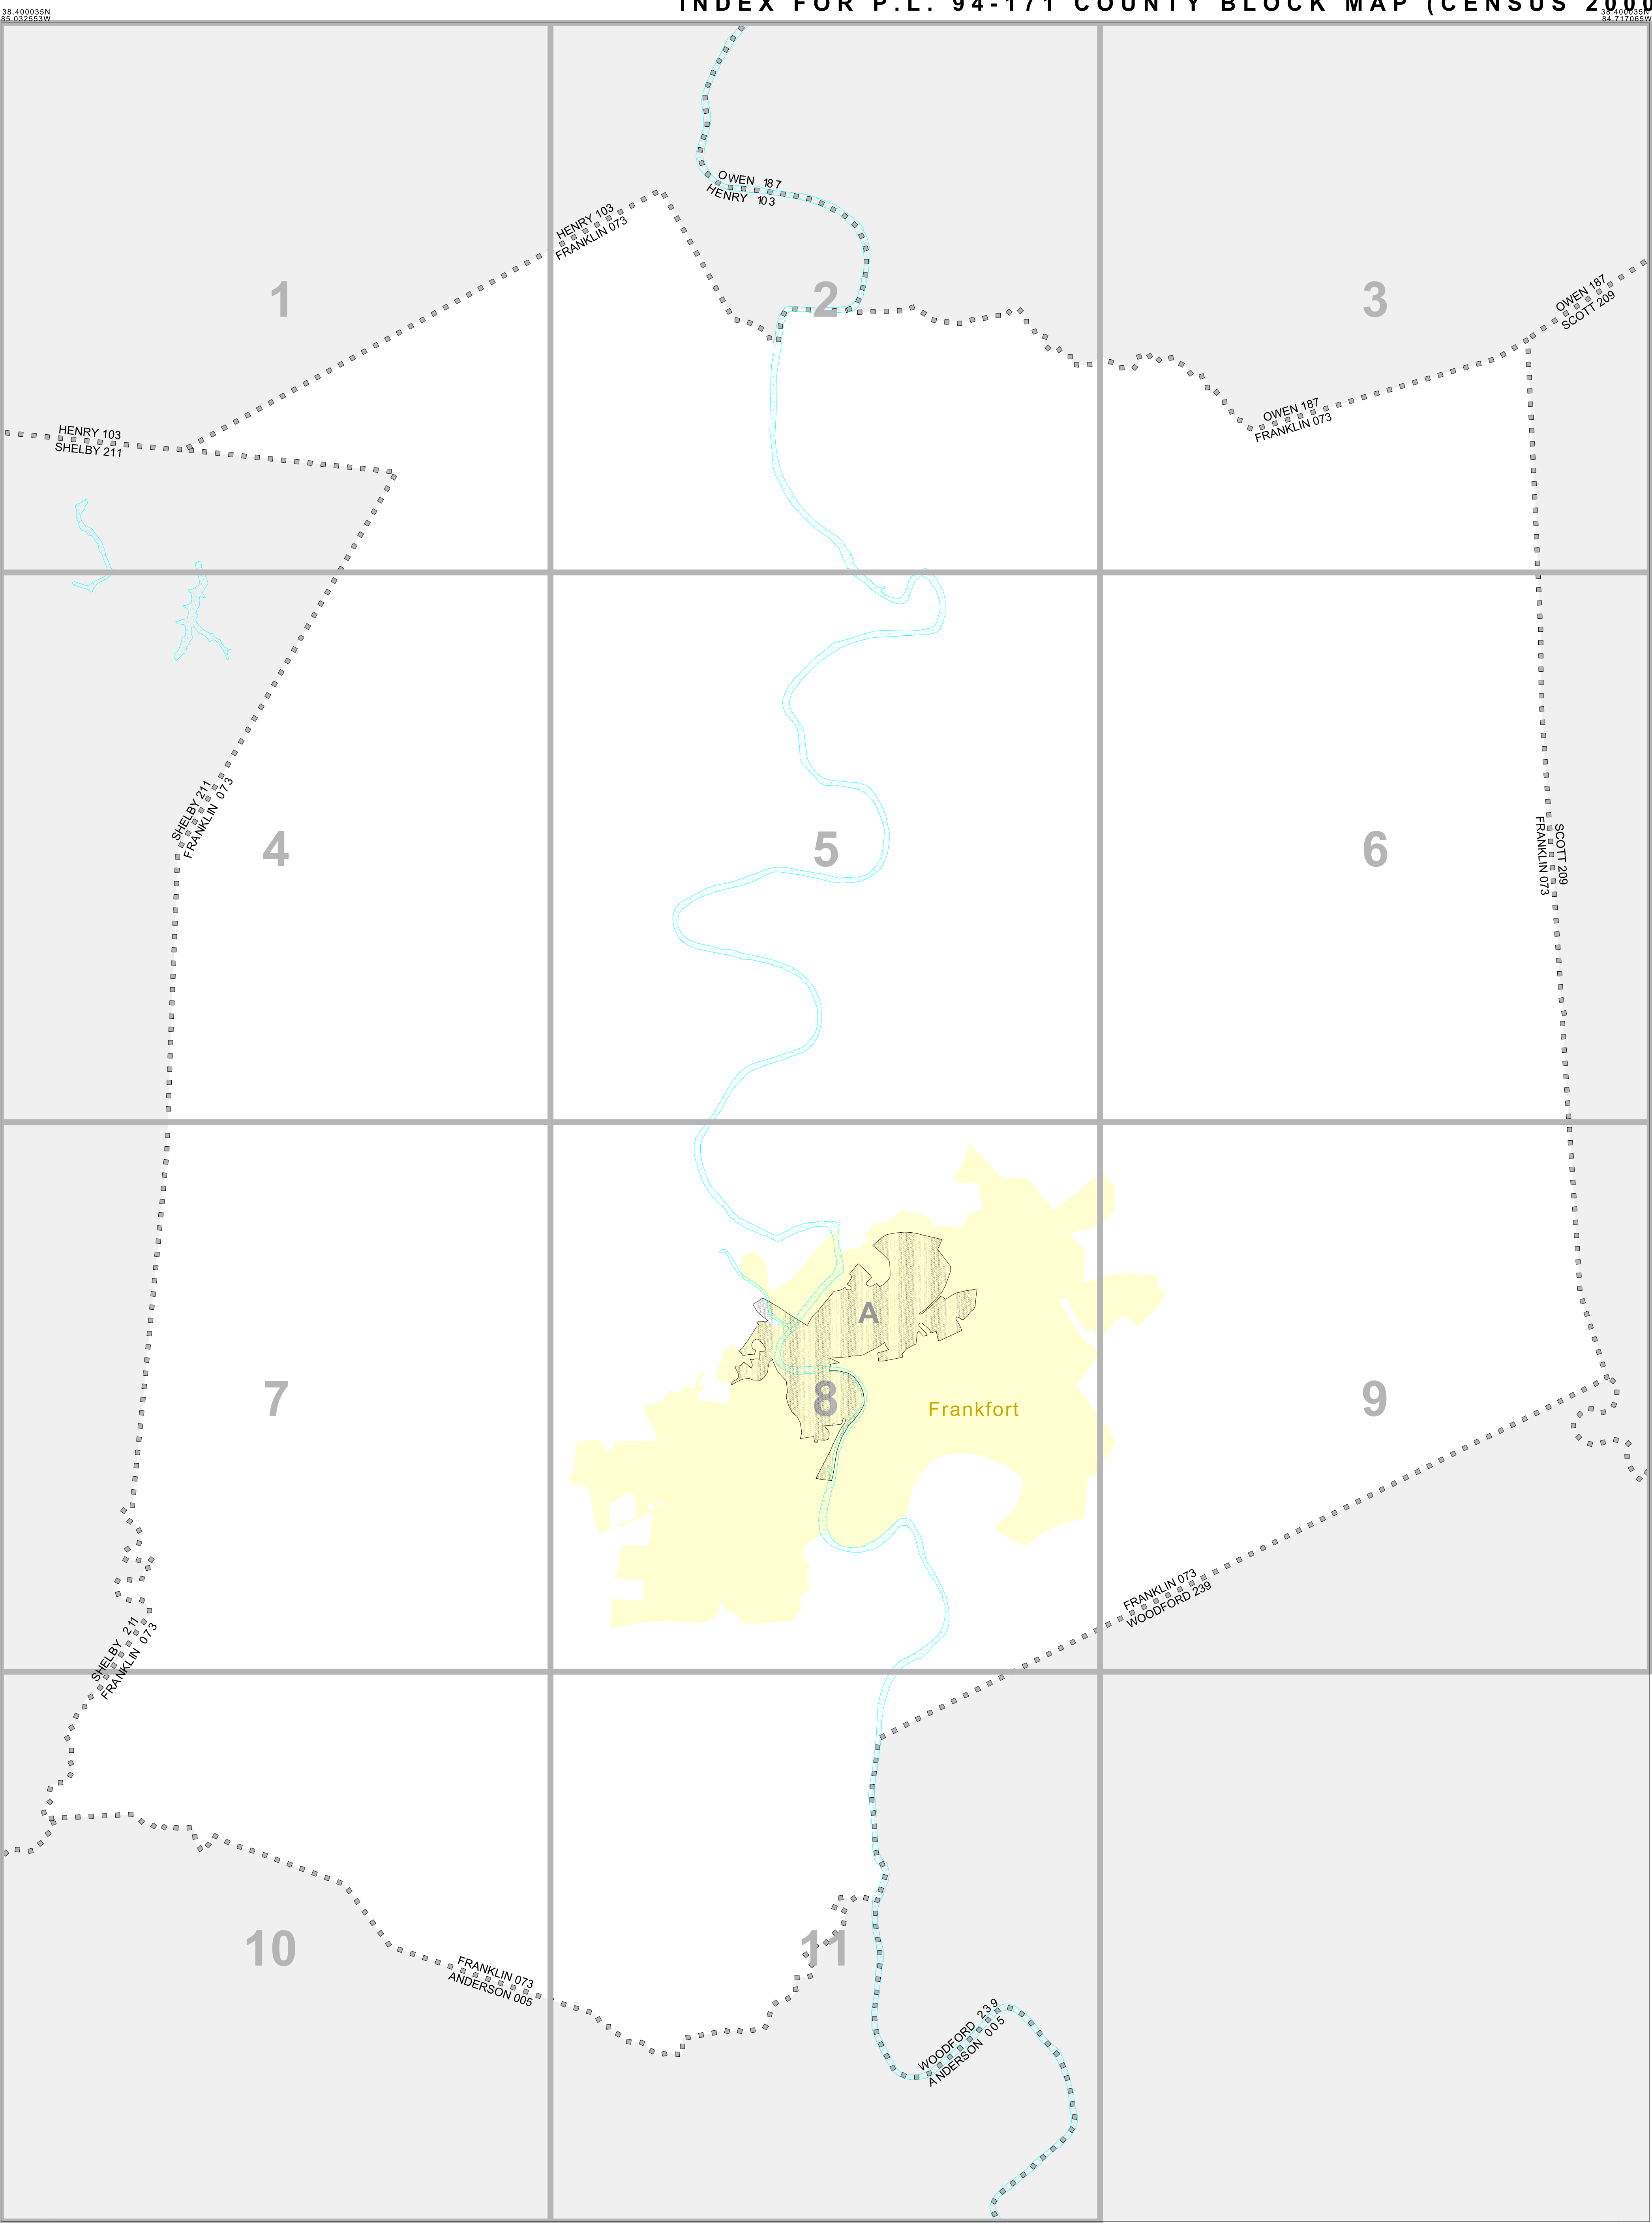 INDEX FOR P.L. 94-171 COUNTY BLOCK MAP (CENSUS 2000
38.400035N
85.032553W
38.400035N
84.717065W
OWEN 187
HENRY 103
HENRY 103
FRANKLIN 073
1
2
3
OWEN 187
SCOTT 209
OWEN 187
FRANKLIN 073
HENRY 103
SHELBY 211
SHELBY 211
FRANKLIN 073
4
5
6
SCOTT 209
FRANKLIN 073
A
7
8
Frankfort
9
FRANKLIN 073
WOODFORD 239
SHELBY 211
FRANKLIN 073
10
11
FRANKLIN 073
ANDERSON 005
WOODFORD 239
ANDERSON 005